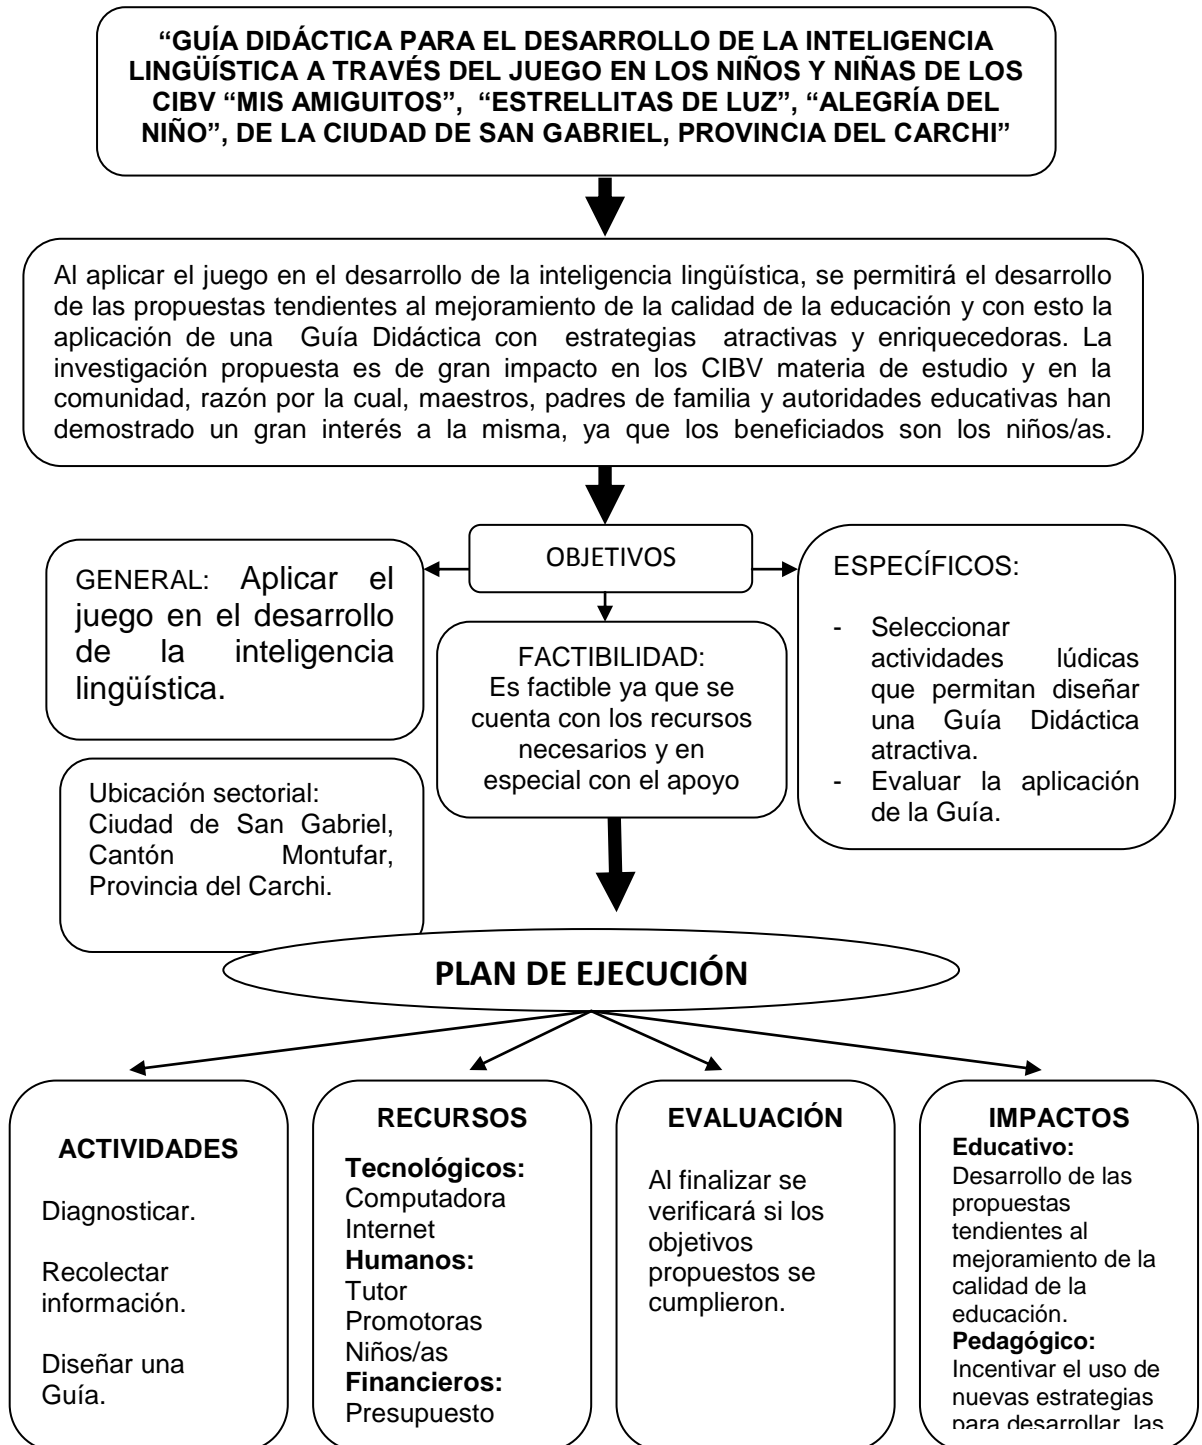 “GUÍA DIDÁCTICA PARA EL DESARROLLO DE LA INTELIGENCIA
LINGÜÍSTICA A TRAVÉS DEL JUEGO EN LOS NIÑOS Y NIÑAS DE LOS
CIBV “MIS AMIGUITOS”, “ESTRELLITAS DE LUZ”, “ALEGRÍA DEL
NIÑO”, DE LA CIUDAD DE SAN GABRIEL, PROVINCIA DEL CARCHI”
Al aplicar el juego en el desarrollo de la inteligencia lingüística, se permitirá el desarrollo
de las propuestas tendientes al mejoramiento de la calidad de la educación y con esto la
aplicación de una Guía Didáctica con estrategias atractivas y enriquecedoras. La
investigación propuesta es de gran impacto en los CIBV materia de estudio y en la
comunidad, razón por la cual, maestros, padres de familia y autoridades educativas han
demostrado un gran interés a la misma, ya que los beneficiados son los niños/as.
OBJETIVOS
GENERAL: Aplicar el
juego en el desarrollo
de la inteligencia
lingüística.
FACTIBILIDAD:
Es factible ya que se
cuenta con los recursos
necesarios y en
especial con el apoyo
ESPECÍFICOS:
- Seleccionar
actividades lúdicas
que permitan diseñar
una Guía Didáctica
atractiva.
- Evaluar la aplicación
de la Guía.
Ubicación sectorial:
Ciudad de San Gabriel,
Cantón Montufar,
Provincia del Carchi.
PLAN DE EJECUCIÓN
ACTIVIDADES
Diagnosticar.
Recolectar
información.
Diseñar una
Guía.
RECURSOS
Tecnológicos:
Computadora
Internet
Humanos:
Tutor
Promotoras
Niños/as
Financieros:
Presupuesto
EVALUACIÓN
Al finalizar se
verificará si los
objetivos
propuestos se
cumplieron.
IMPACTOS
Educativo:
Desarrollo de las
propuestas
tendientes al
mejoramiento de la
calidad de la
educación.
Pedagógico:
Incentivar el uso de
nuevas estrategias
para desarrollar las